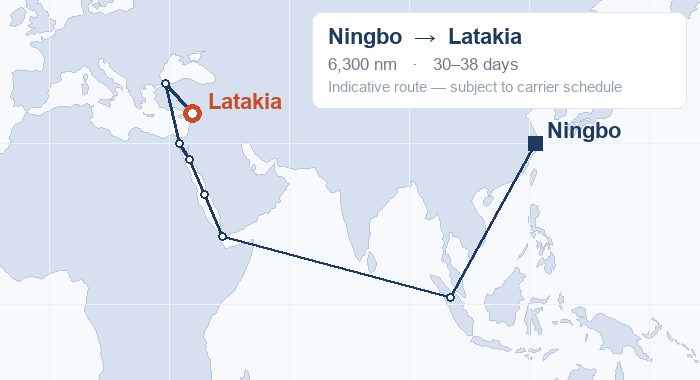 Ningbo → Latakia
6,300 nm · 30–38 days
Indicative route — subject to carrier schedule
Latakia
Ningbo